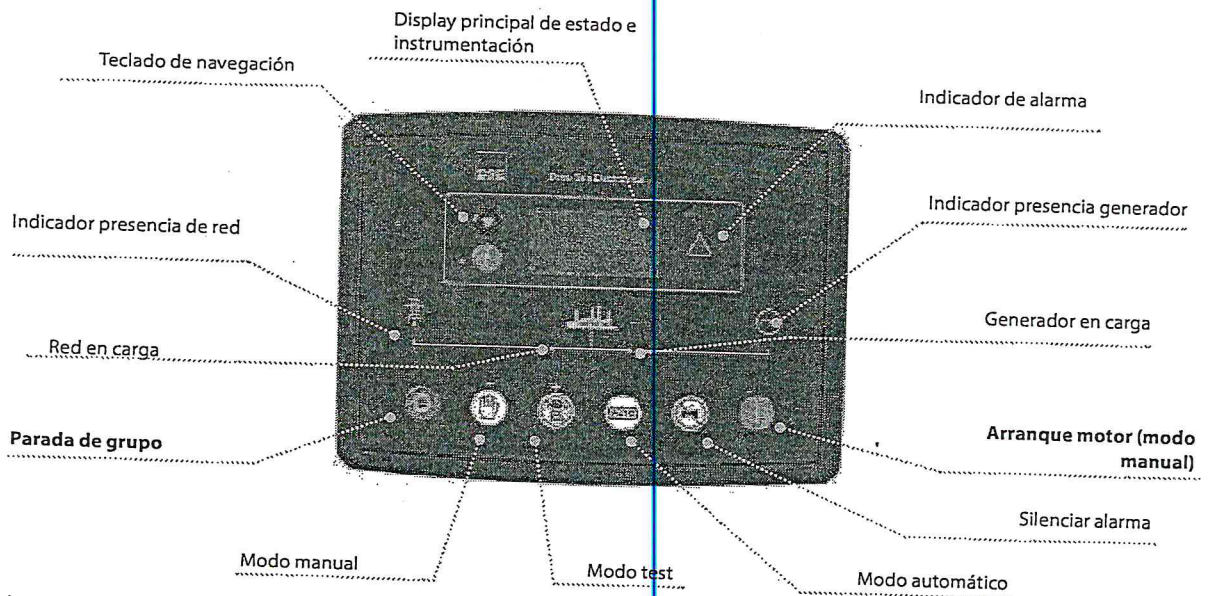 Display principal de estado e
instrumentación
Teclado de navegación
Indicador de alarma
Indicador presencia de red
Indicador presencia generador
Generador en carga
Red en carga
Parada de grupo
Arranque motor (modo
manual)
Silenciar alarma
Modo manual
Modo test
Modo automático